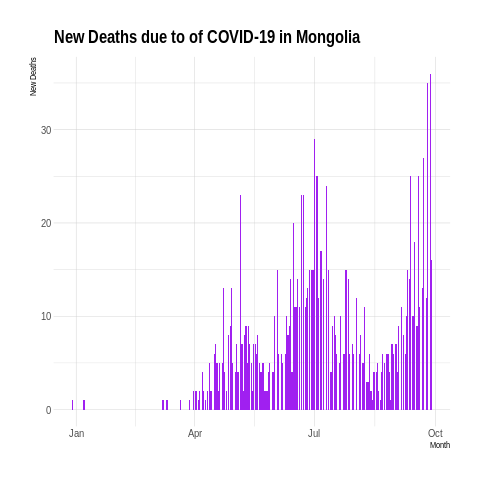 New Deaths due to of COVID-19 in Mongolia
New Deaths
30
20
10
0
Jan
Apr
Jul
Oct
Month